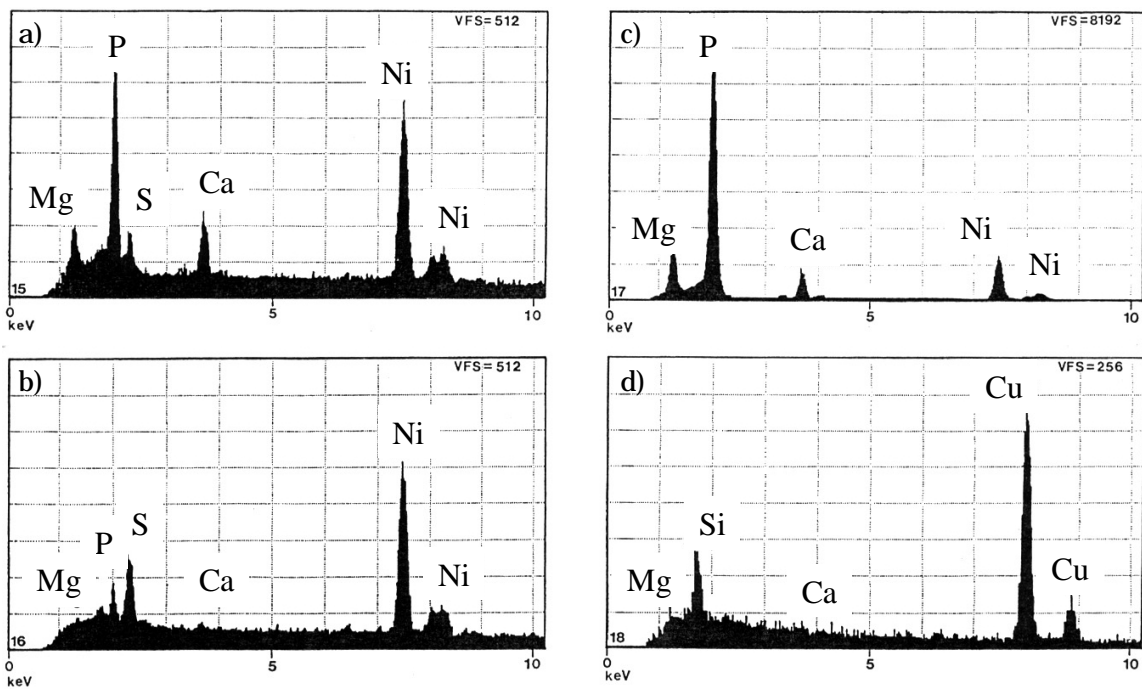 a)
VFS=512
P
Ni
Mg
S
Ca
Ni
15
0
5
10
keV
c)
VFS=8192
P
Mg
Ca
Ni
Ni
17
0
5
10
keV
b)
VFS=512
Ni
S
P
Mg
Ca
Ni
16
0
5
10
keV
d)
VFS=256
Cu
Si
Mg
Ca
Cu
18
0
5
10
keV